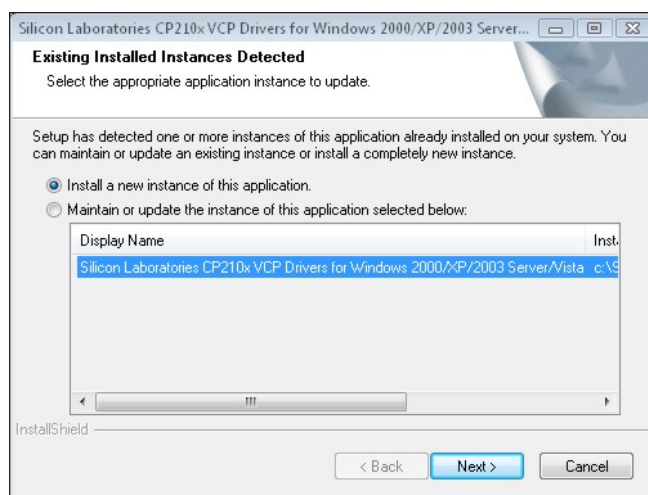 Silicon Laboratories CP210x VCP Drivers for Windows 2000/XP/2003 Server...
Existing Installed Instances Detected
Select the appropriate application instance to update.
Setup has detected one or more instances of this application already installed on your system. You
can maintain or update an existing instance or install a completely new instance.
Install a new instance of this application.
Maintain or update the instance of this application selected below:
Display Name Inst
Silicon Laboratories CP210x VCP Drivers for Windows 2000/XP/2003 Server/Vista c:\S
InstallShield
< Back Next > Cancel